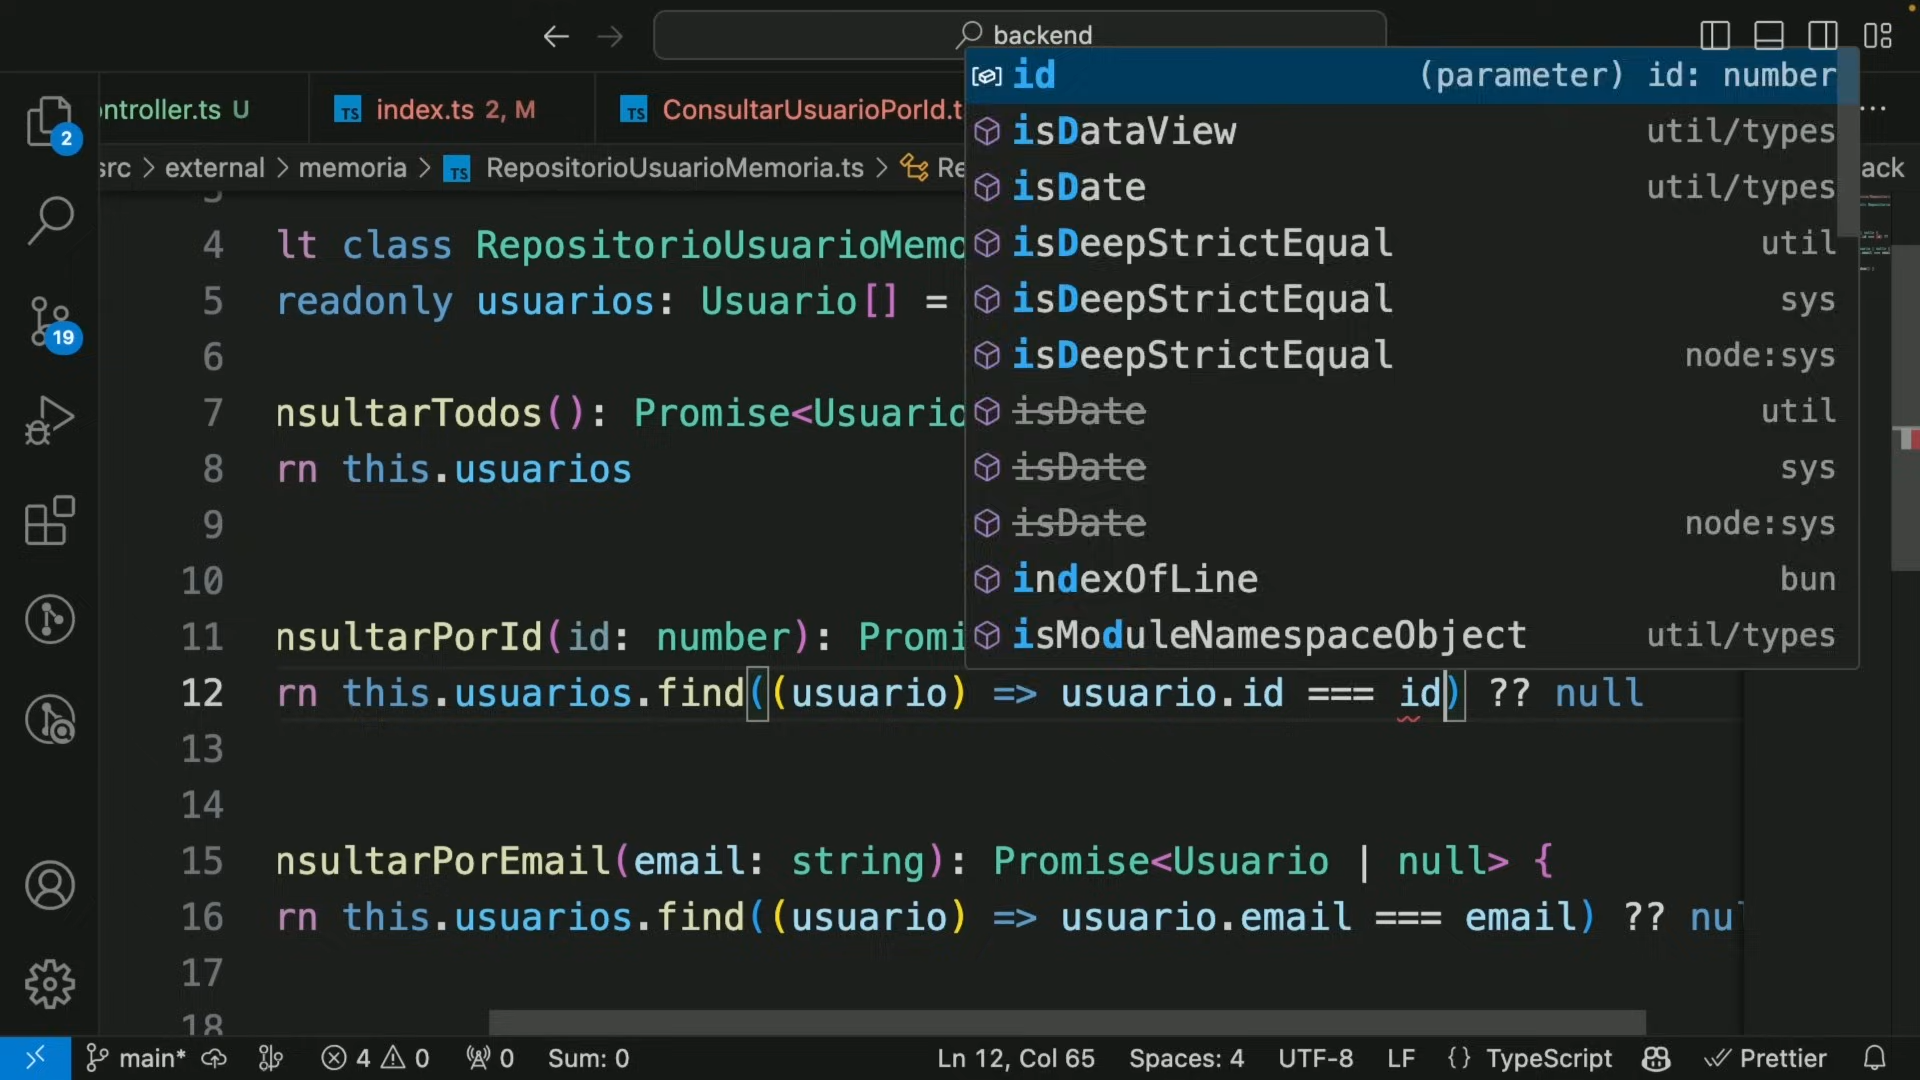 backend
ontroller.ts U
index.ts 2, M
ConsultarUsuarioPorId.t
src > external > memoria > RepositorioUsuarioMemoria.ts > Re
ack
id (parameter) id: number
isDataView util/types
isDate util/types
isDeepStrictEqual util
isDeepStrictEqual sys
isDeepStrictEqual node:sys
isDate util
isDate sys
isDate node:sys
indexOfLine bun
isModuleNamespaceObject util/types
2
19
4 lt class RepositorioUsuarioMemo
5 readonly usuarios: Usuario[] =
6
7 nsultarTodos(): Promise<Usuario
8 rn this.usuarios
9
10
11 nsultarPorId(id: number): Promi
12 rn this.usuarios.find((usuario) => usuario.id === id) ?? null
13
14
15 nsultarPorEmail(email: string): Promise<Usuario | null> {
16 rn this.usuarios.find((usuario) => usuario.email === email) ?? nul
17
18
main* 4 0 0 Sum: 0 Ln 12, Col 65 Spaces: 4 UTF-8 LF {} TypeScript Prettier